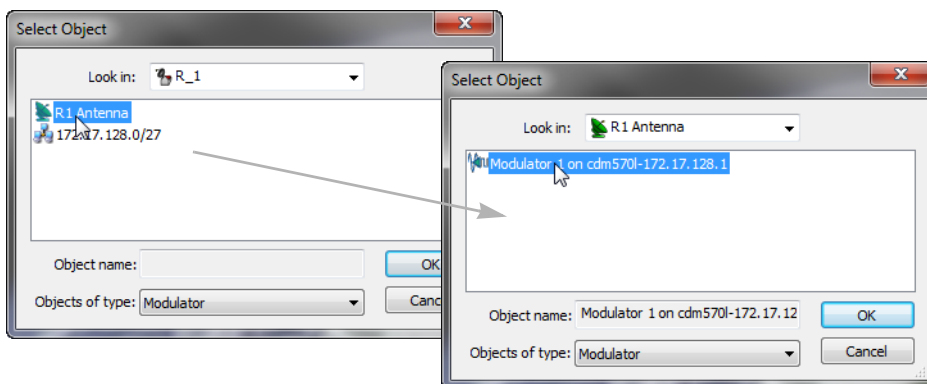 Select Object
Look in: R_1
R1 Antenna
172.17.128.0/27
Object name:
OK
Objects of type: Modulator
Canc
Select Object
Look in: R1 Antenna
Modulator 1 on cdm570l-172.17.128.1
Object name: Modulator 1 on cdm570l-172.17.12
OK
Objects of type: Modulator
Cancel